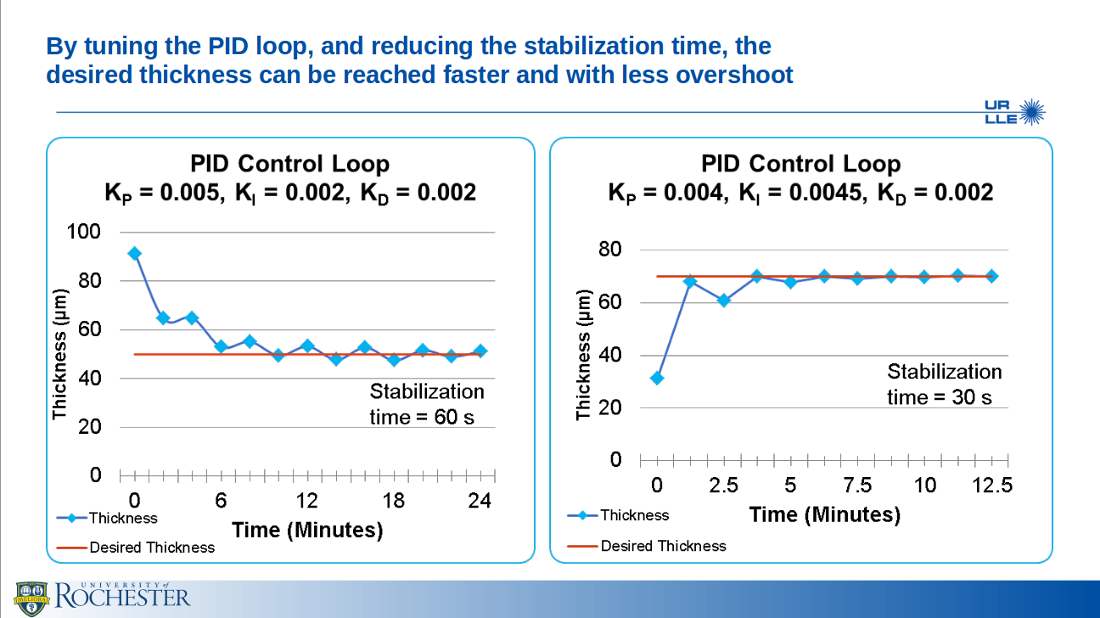 By tuning the PID loop, and reducing the stabilization time, the
desired thickness can be reached faster and with less overshoot
UR
LLE
PID Control Loop
K_P = 0.005, K_I = 0.002, K_D = 0.002
100
80
60
40
20
0
Thickness (μm)
Stabilization
time = 60 s
0 6 12 18 24
Time (Minutes)
Thickness
Desired Thickness
PID Control Loop
K_P = 0.004, K_I = 0.0045, K_D = 0.002
80
60
40
20
0
Thickness (μm)
Stabilization
time = 30 s
0 2.5 5 7.5 10 12.5
Time (Minutes)
Thickness
Desired Thickness
UNIVERSITY of
ROCHESTER